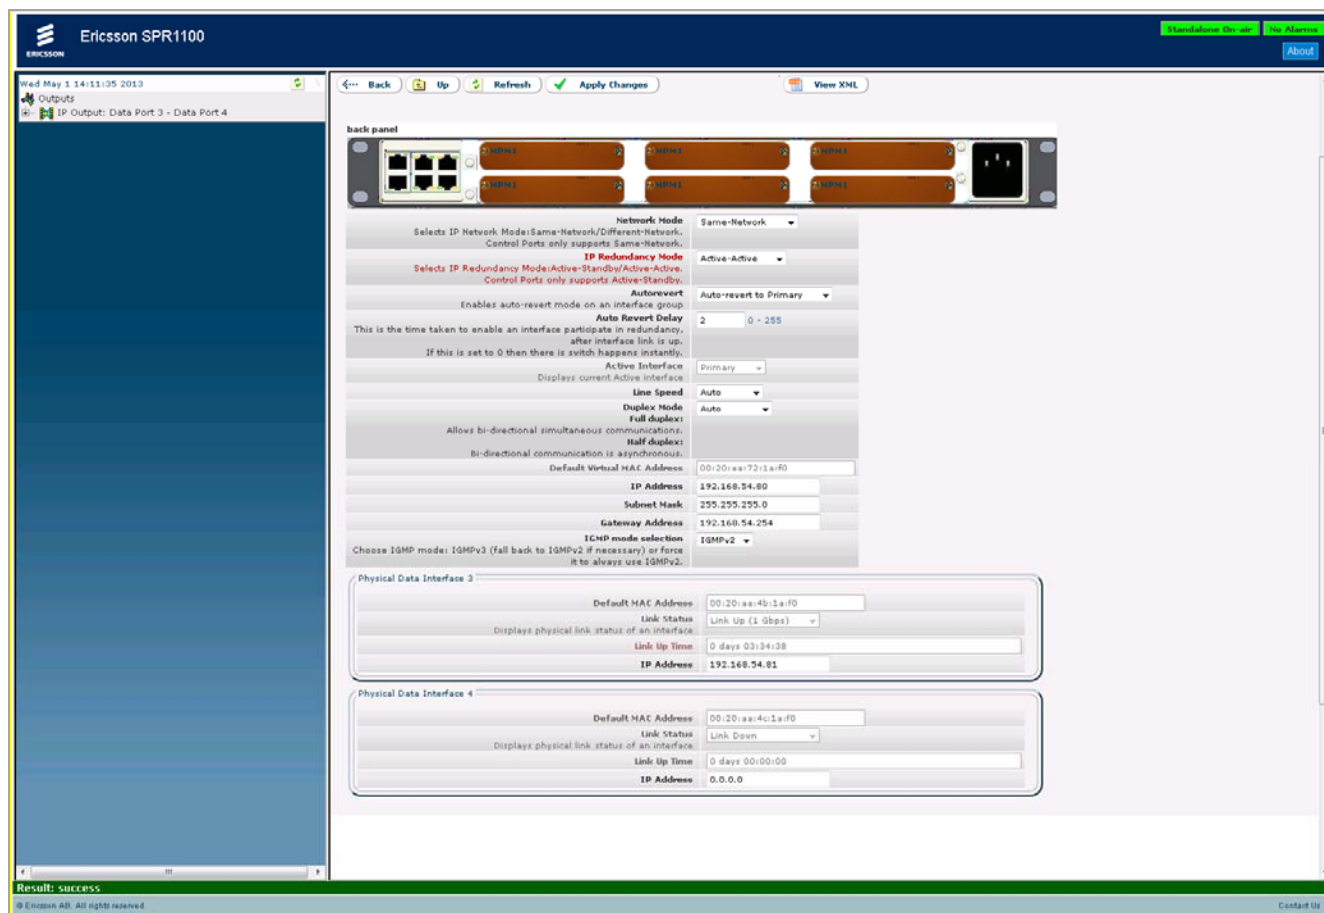 Ericsson SPR1100
ERICSSON
Standalone On-air
No Alarms
About
Wed May 1 14:11:35 2013
Outputs
IP Output: Data Port 3 - Data Port 4
Back
Up
Refresh
Apply Changes
View XML
back panel
HPM1
HPM1
HPM1
HPM1
HPM1
HPM1
Network Mode
Same-Network
Selects IP Network Mode:Same-Network/Different-Network.
Control Ports only supports Same-Network.
IP Redundancy Mode
Active-Active
Selects IP Redundancy Mode:Active-Standby/Active-Active.
Control Ports only supports Active-Standby.
Autorevert
Auto-revert to Primary
Enables auto-revert mode on an interface group
Auto Revert Delay
2
0 - 255
This is the time taken to enable an interface participate in redundancy,
after interface link is up.
If this is set to 0 then there is switch happens instantly.
Active Interface
Primary
Displays current Active interface
Line Speed
Auto
Duplex Mode
Auto
Full duplex:
Allows bi-directional simultaneous communications.
Half duplex:
Bi-directional communication is asynchronous.
Default Virtual MAC Address
00:20:aa:72:1a:f0
IP Address
192.168.54.80
Subnet Mask
255.255.255.0
Gateway Address
192.168.54.254
IGMP mode selection
IGMPv2
Choose IGMP mode: IGMPv3 (fall back to IGMPv2 if necessary) or force
it to always use IGMPv2.
Physical Data Interface 3
Default MAC Address
00:20:aa:4b:1a:f0
Link Status
Link Up (1 Gbps)
Displays physical link status of an interface
Link Up Time
0 days 03:34:38
IP Address
192.168.54.81
Physical Data Interface 4
Default MAC Address
00:20:aa:4c:1a:f0
Link Status
Link Down
Displays physical link status of an interface
Link Up Time
0 days 00:00:00
IP Address
0.0.0.0
Result: success
© Ericsson AB. All rights reserved.
Contact Us